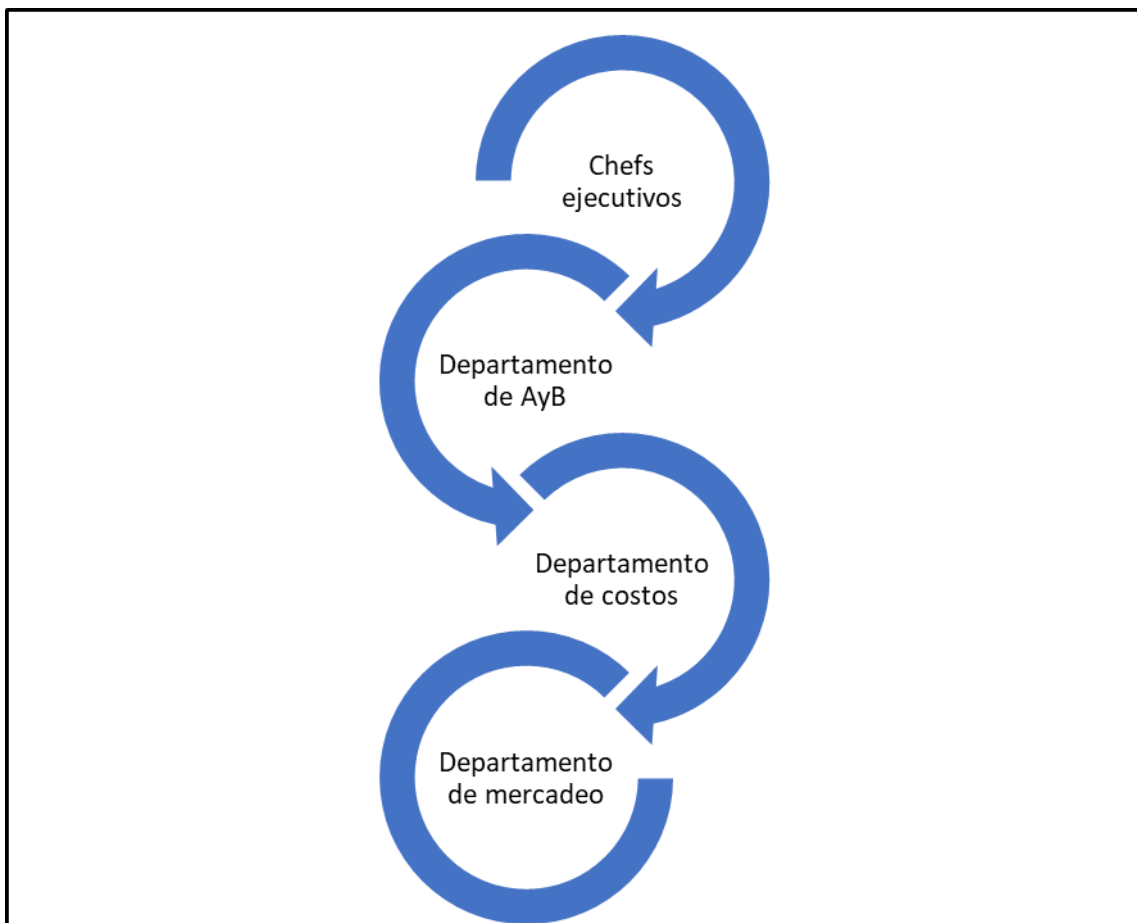 Chefs
ejecutivos
Departamento
de AyB
Departamento
de costos
Departamento
de mercadeo